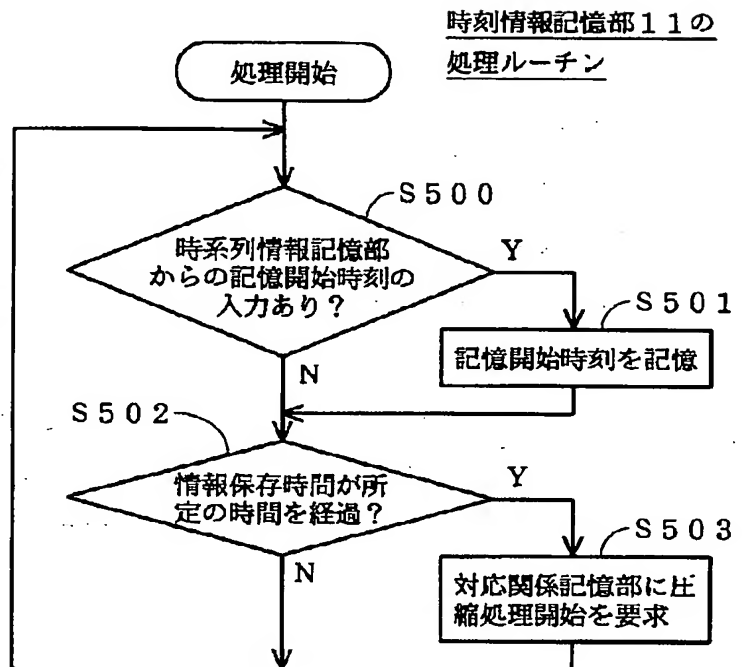 時刻情報記憶部１１の
処理ルーチン
処理開始
Ｓ５００
時系列情報記憶部
からの記憶開始時刻の
入力あり？
Y
Ｓ５０１
記憶開始時刻を記憶
N
Ｓ５０２
情報保存時間が所
定の時間を経過？
Y
Ｓ５０３
対応関係記憶部に圧
縮処理開始を要求
N